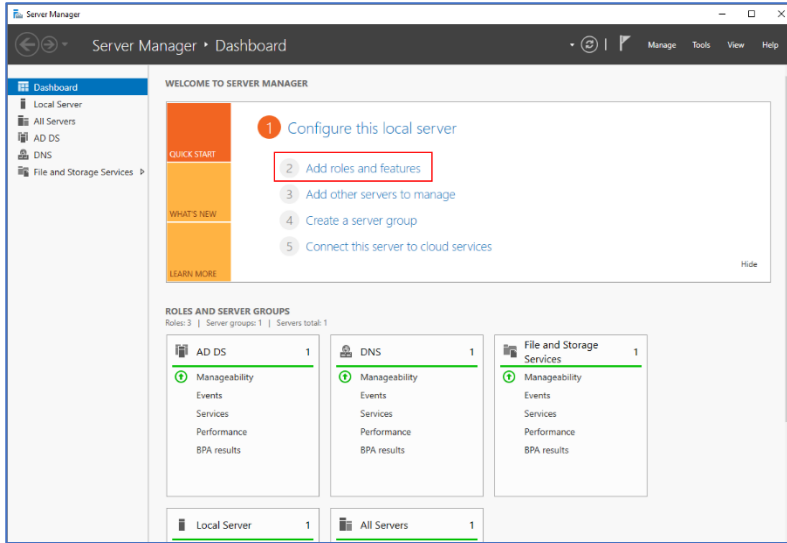 Server Manager
Server Manager • Dashboard
Manage Tools View Help
Dashboard
Local Server
All Servers
AD DS
DNS
File and Storage Services
WELCOME TO SERVER MANAGER
QUICK START
WHAT'S NEW
LEARN MORE
1 Configure this local server
2 Add roles and features
3 Add other servers to manage
4 Create a server group
5 Connect this server to cloud services
Hide
ROLES AND SERVER GROUPS
Roles: 3 | Server groups: 1 | Servers total: 1
AD DS 1
Manageability
Events
Services
Performance
BPA results
DNS 1
Manageability
Events
Services
Performance
BPA results
File and Storage
Services 1
Manageability
Events
Services
Performance
BPA results
Local Server 1
All Servers 1